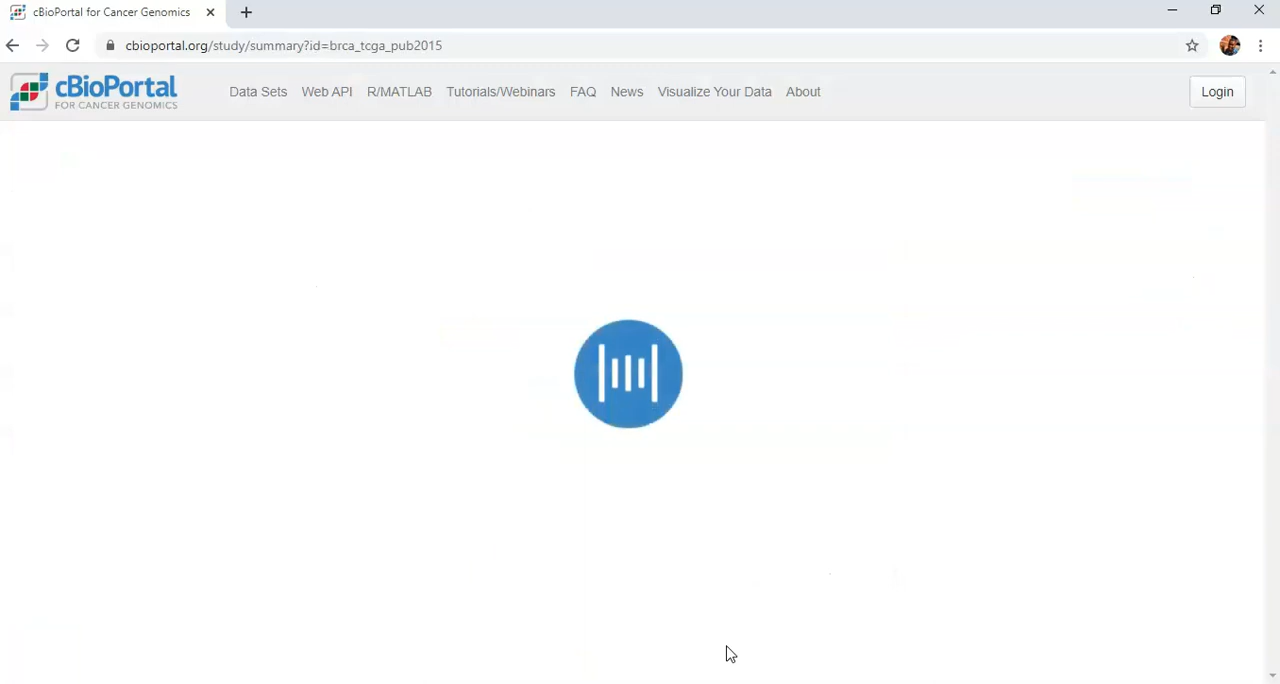 cBioPortal for Cancer Genomics
cbioportal.org/study/summary?id=brca_tcga_pub2015
cBioPortal
FOR CANCER GENOMICS
Data Sets Web API R/MATLAB Tutorials/Webinars FAQ News Visualize Your Data About Login